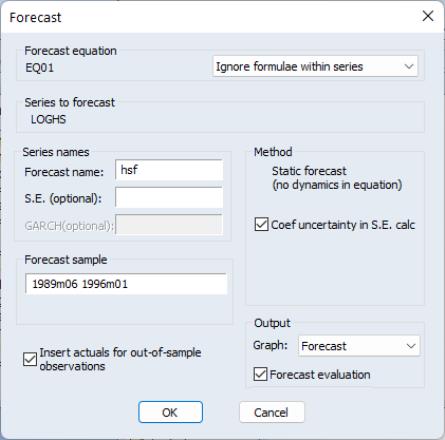 Forecast
Forecast equation
EQ01
Ignore formulae within series
Series to forecast
LOGHS
Series names
Forecast name: hsf
S.E. (optional):
GARCH(optional):
Method
Static forecast
(no dynamics in equation)
Coef uncertainty in S.E. calc
Forecast sample
1989m06 1996m01
Insert actuals for out-of-sample
observations
Output
Graph: Forecast
Forecast evaluation
OK
Cancel